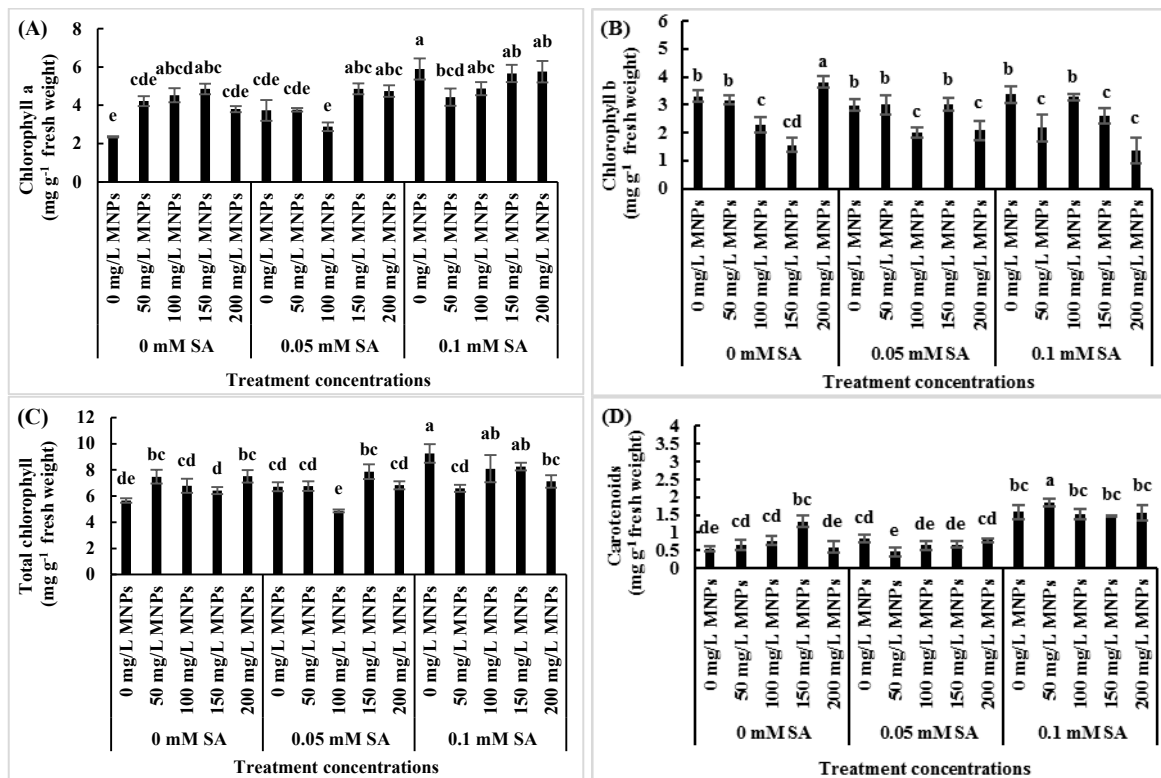 (A)
Chlorophyll a
(mg g-1 fresh weight)
8
6
4
2
0
e
cde
abcd
abc
cde
cde
cde
e
abc
abc
a
bcd
abc
ab
ab
0 mg/L MNPs
50 mg/L MNPs
100 mg/L MNPs
150 mg/L MNPs
200 mg/L MNPs
0 mg/L MNPs
50 mg/L MNPs
100 mg/L MNPs
150 mg/L MNPs
200 mg/L MNPs
0 mg/L MNPs
50 mg/L MNPs
100 mg/L MNPs
150 mg/L MNPs
200 mg/L MNPs
0 mM SA
0.05 mM SA
0.1 mM SA
Treatment concentrations
(B)
Chlorophyll b
(mg g-1 fresh weight)
6
5
4
3
2
1
0
b
b
c
cd
a
b
b
c
b
c
b
c
b
c
c
0 mg/L MNPs
50 mg/L MNPs
100 mg/L MNPs
150 mg/L MNPs
200 mg/L MNPs
0 mg/L MNPs
50 mg/L MNPs
100 mg/L MNPs
150 mg/L MNPs
200 mg/L MNPs
0 mg/L MNPs
50 mg/L MNPs
100 mg/L MNPs
150 mg/L MNPs
200 mg/L MNPs
0 mM SA
0.05 mM SA
0.1 mM SA
Treatment concentrations
(C)
Total chlorophyll
(mg g-1 fresh weight)
12
10
8
6
4
2
0
de
bc
cd
d
bc
cd
cd
e
bc
cd
a
cd
ab
ab
bc
0 mg/L MNPs
50 mg/L MNPs
100 mg/L MNPs
150 mg/L MNPs
200 mg/L MNPs
0 mg/L MNPs
50 mg/L MNPs
100 mg/L MNPs
150 mg/L MNPs
200 mg/L MNPs
0 mg/L MNPs
50 mg/L MNPs
100 mg/L MNPs
150 mg/L MNPs
200 mg/L MNPs
0 mM SA
0.05 mM SA
0.1 mM SA
Treatment concentrations
(D)
Carotenoids
(mg g-1 fresh weight)
4
3.5
3
2.5
2
1.5
1
0.5
0
de
cd
cd
bc
de
cd
e
de
de
cd
bc
a
bc
bc
bc
0 mg/L MNPs
50 mg/L MNPs
100 mg/L MNPs
150 mg/L MNPs
200 mg/L MNPs
0 mg/L MNPs
50 mg/L MNPs
100 mg/L MNPs
150 mg/L MNPs
200 mg/L MNPs
0 mg/L MNPs
50 mg/L MNPs
100 mg/L MNPs
150 mg/L MNPs
200 mg/L MNPs
0 mM SA
0.05 mM SA
0.1 mM SA
Treatment concentrations